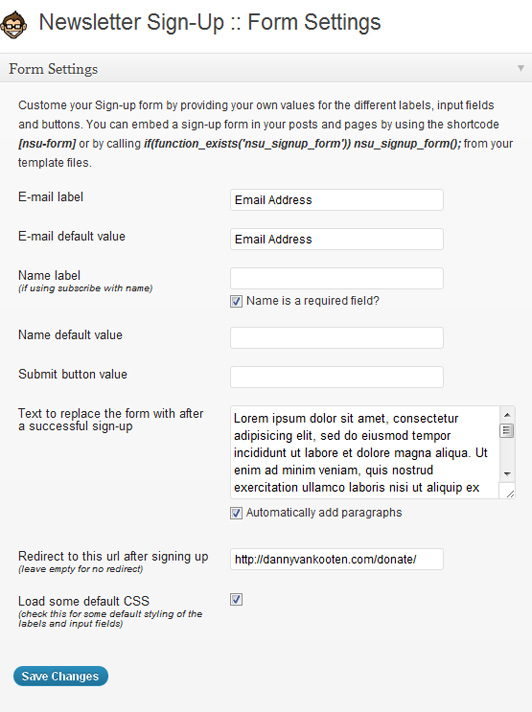 Newsletter Sign-Up :: Form Settings
Form Settings
Custome your Sign-up form by providing your own values for the different labels, input fields
and buttons. You can embed a sign-up form in your posts and pages by using the shortcode
[nsu-form] or by calling if(function_exists('nsu_signup_form')) nsu_signup_form(); from your
template files.
E-mail label
Email Address
E-mail default value
Email Address
Name label
(if using subscribe with name)
Name is a required field?
Name default value
Submit button value
Text to replace the form with after
a successful sign-up
Lorem ipsum dolor sit amet, consectetur
adipisicing elit, sed do eiusmod tempor
incididunt ut labore et dolore magna aliqua. Ut
enim ad minim veniam, quis nostrud
exercitation ullamco laboris nisi ut aliquip ex
Automatically add paragraphs
Redirect to this url after signing up
(leave empty for no redirect)
http://dannyvankooten.com/donate/
Load some default CSS
(check this for some default styling of the
labels and input fields)
Save Changes